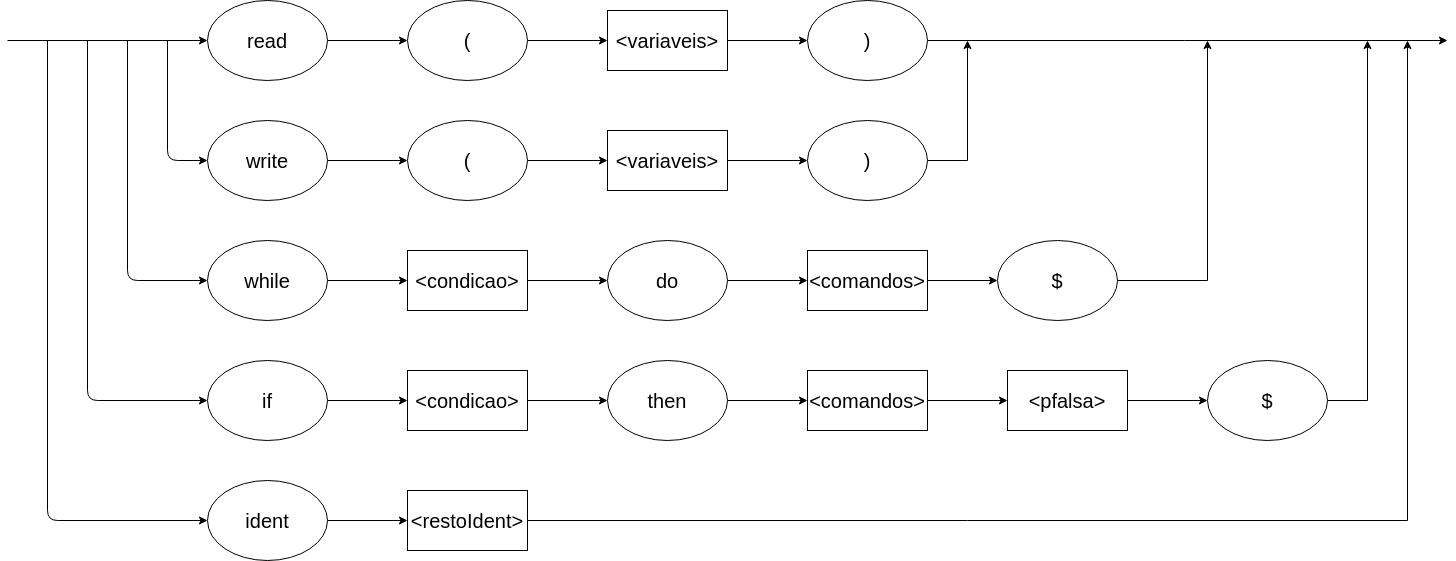 read ( <variaveis> )
write ( <variaveis> )
while <condicao> do <comandos> $
if <condicao> then <comandos> <pfalsa> $
ident <restoIdent>